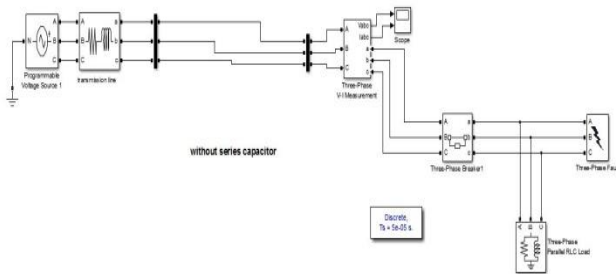 N
A
B
C
A
B
C
Programmable
Voltage Source 1
A
B
C
a
b
c
transmission line
A
B
C
Vabc
Iabc
a
b
c
Three-Phase
V-I Measurement
Scope
without series capacitor
A
B
C
a
b
c
Three-Phase Breaker1
A
B
C
Three-Phase Fau
Discrete,
Ts = 5e-05 s.
A B C
Three-Phase
Parallel RLC Load